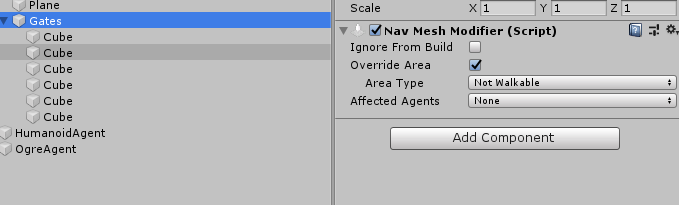 Plane
Gates
Cube
Cube
Cube
Cube
Cube
Cube
HumanoidAgent
OgreAgent
Scale X 1 Y 1 Z 1
Nav Mesh Modifier (Script)
Ignore From Build
Override Area
Area Type Not Walkable
Affected Agents None
Add Component